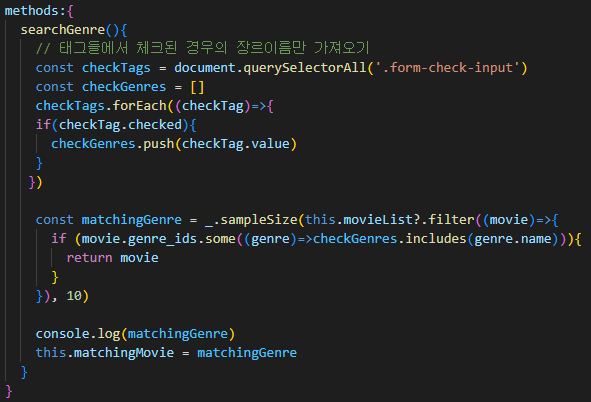 methods:{
  searchGenre(){
    // 태그들에서 체크된 경우의 장르이름만 가져오기
    const checkTags = document.querySelectorAll('.form-check-input')
    const checkGenres = []
    checkTags.forEach((checkTag)=>{
    if(checkTag.checked){
      checkGenres.push(checkTag.value)
    }
   })

    const matchingGenre = _.sampleSize(this.movieList?.filter((movie)=>{
      if (movie.genre_ids.some((genre)=>checkGenres.includes(genre.name))){
        return movie
      }
    }), 10)

    console.log(matchingGenre)
    this.matchingMovie = matchingGenre
  }
}